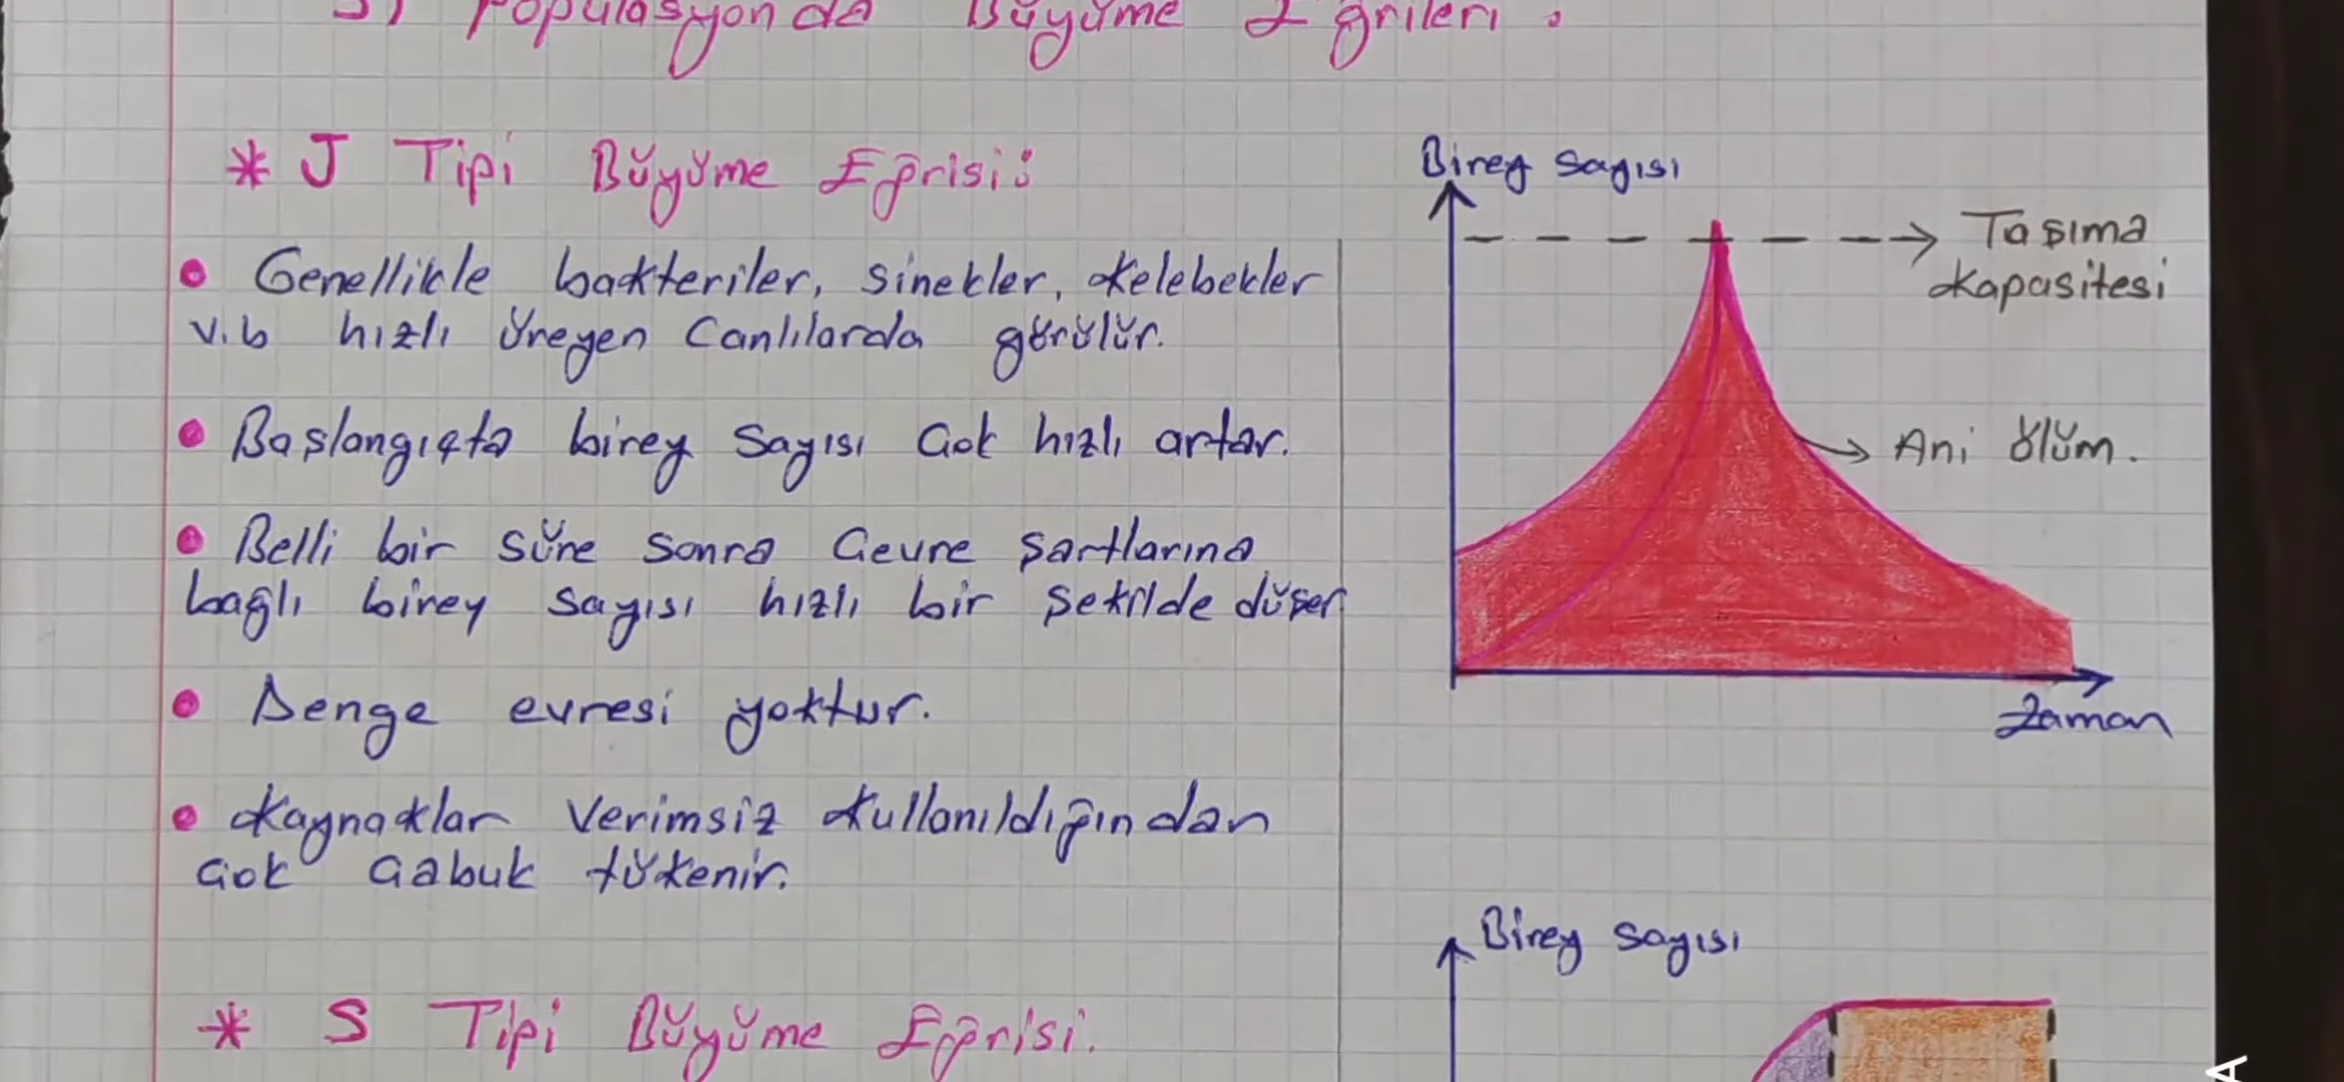 5) Populasyonda Büyüme Eğrileri :
* J Tipi Büyüme Eğrisi:
• Genellikle bakteriler, sinekler, kelebekler
v.b hızlı üreyen Canlılarda görülür.
• Başlangıçta birey sayısı çok hızlı artar.
• Belli bir süre sonra çevre şartlarına
bağlı birey sayısı hızlı bir şekilde düşer
• Denge evresi yoktur.
• Kaynaklar verimsiz kullanıldığından
çok çabuk tükenir.
Birey sayısı
Taşıma
kapasitesi
Ani ölüm.
Zaman
* S Tipi Büyüme Eğrisi.
Birey sayısı
A